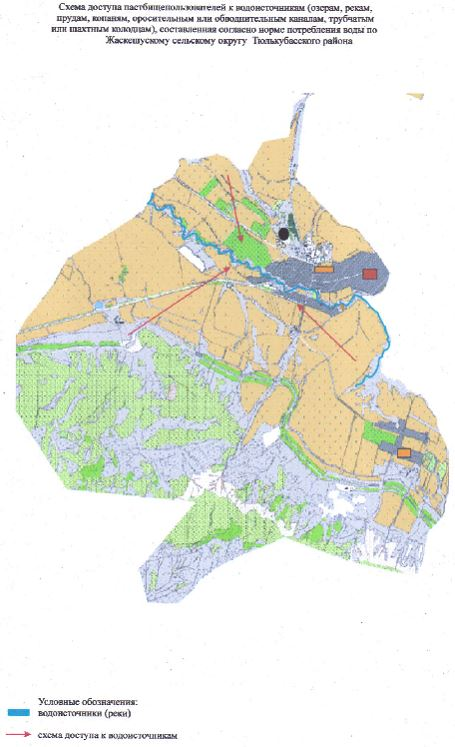 Схема доступа пастбищепользователей к водоисточникам (озерам, рекам,
прудам, копаням, оросительным или обводнительным каналам, трубчатым
или шахтным колодцам), составленная согласно норме потребления воды по
Жаскешускому сельскому округу Тюлькубасского района
Условные обозначения:
водоисточники (реки)
схема доступа к водоисточникам